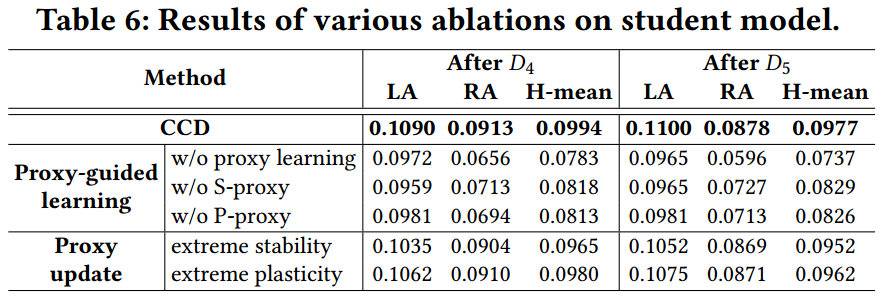 Table 6: Results of various ablations on student model.
Method After D4 After D5
LA RA H-mean LA RA H-mean
CCD 0.1090 0.0913 0.0994 0.1100 0.0878 0.0977
Proxy-guided learning w/o proxy learning 0.0972 0.0656 0.0783 0.0965 0.0596 0.0737
w/o S-proxy 0.0959 0.0713 0.0818 0.0965 0.0727 0.0829
w/o P-proxy 0.0981 0.0694 0.0813 0.0981 0.0713 0.0826
Proxy update extreme stability 0.1035 0.0904 0.0965 0.1052 0.0869 0.0952
extreme plasticity 0.1062 0.0910 0.0980 0.1075 0.0871 0.0962